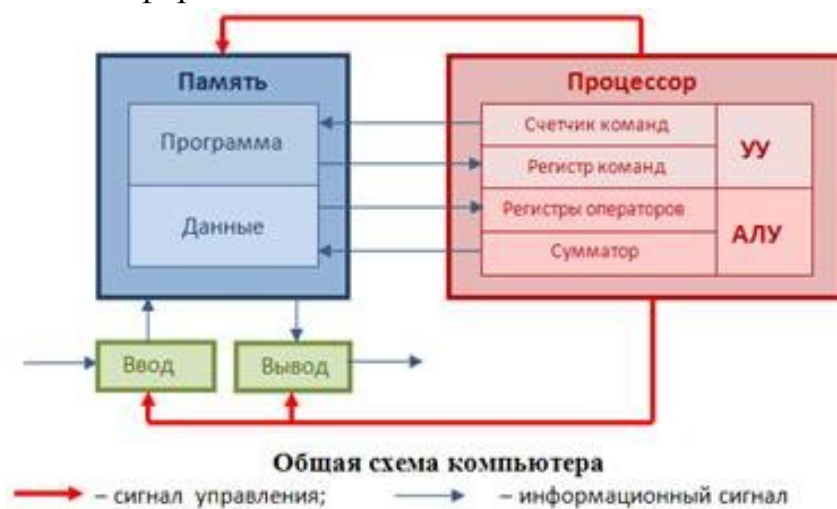 Память
Процессор
Программа
Данные
Счетчик команд
Регистр команд
УУ
Регистры операторов
Сумматор
АЛУ
Ввод
Вывод
Общая схема компьютера
– сигнал управления;
– информационный сигнал